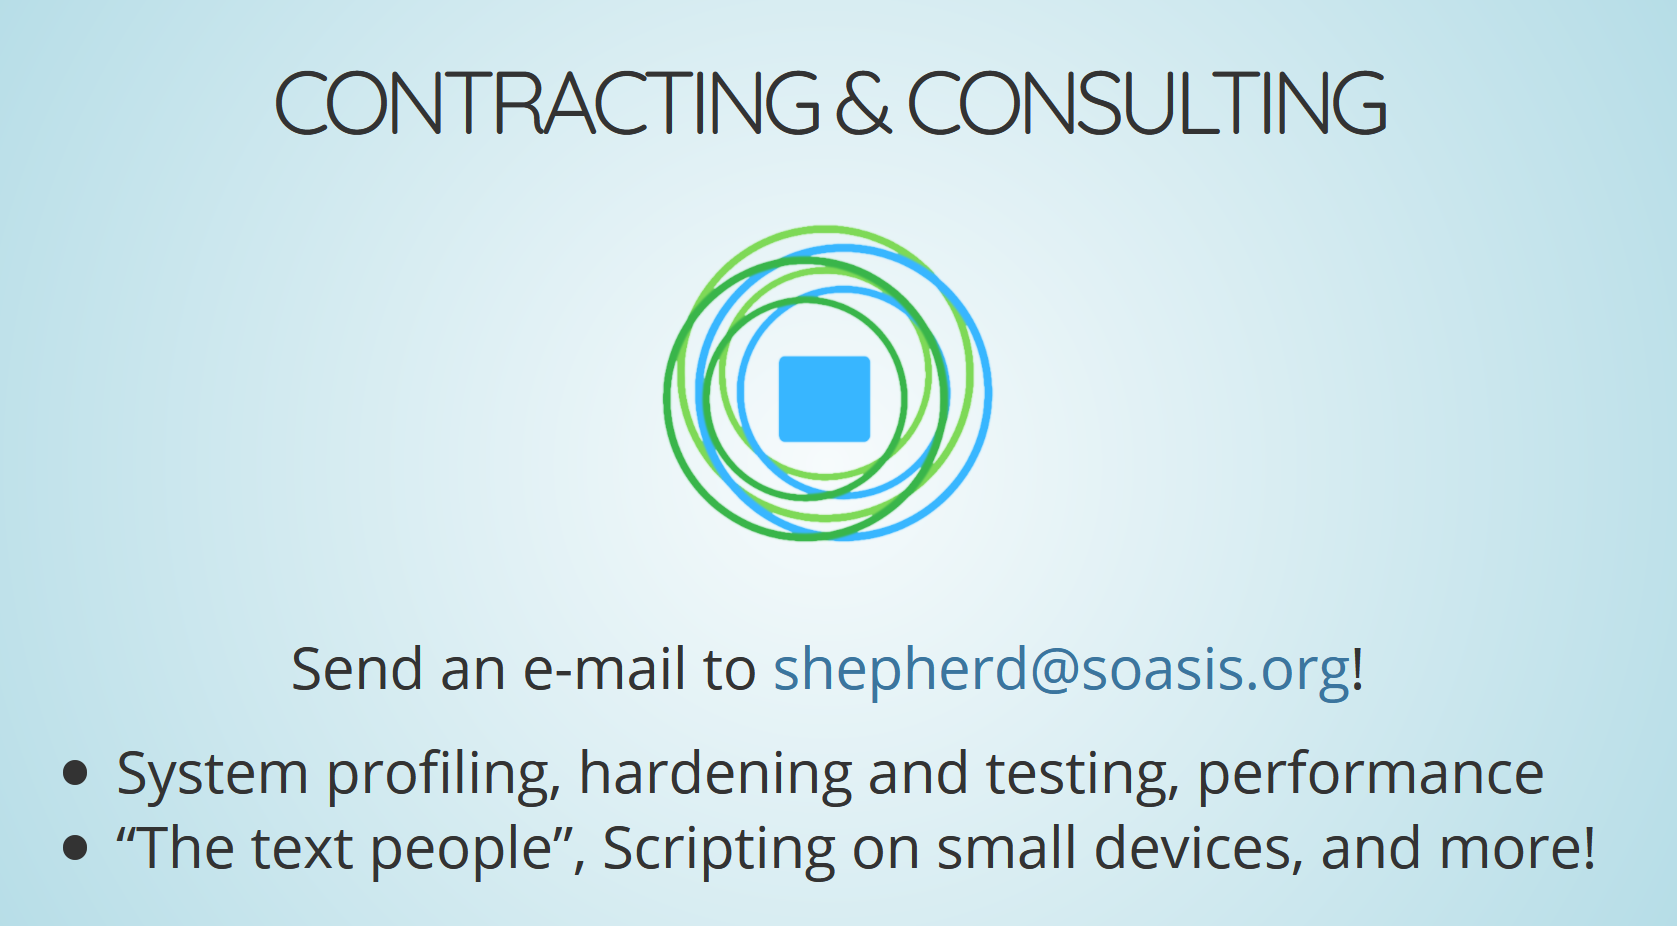 CONTRACTING & CONSULTING
Send an e-mail to shepherd@soasis.org!
• System profiling, hardening and testing, performance
• “The text people”, Scripting on small devices, and more!